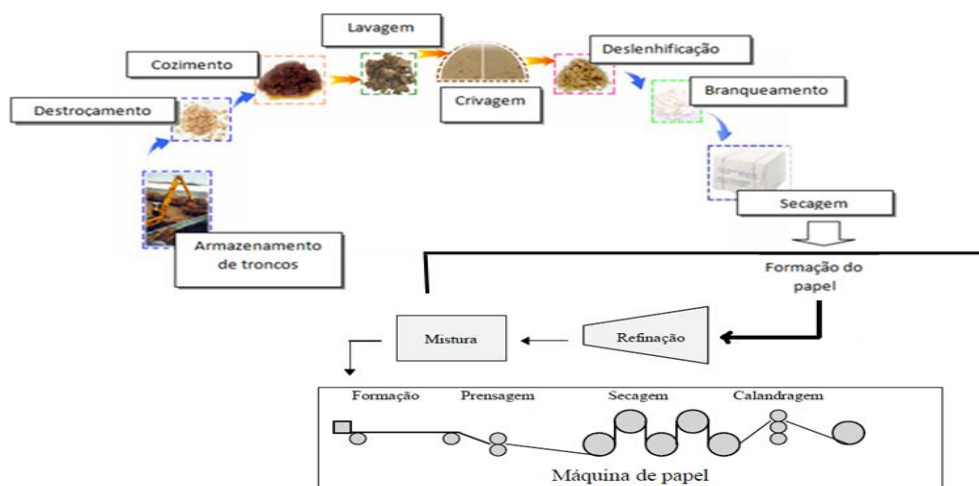 Lavagem
Cozimento
Deslenhificação
Destroçamento
Crivagem
Branqueamento
Secagem
Armazenamento
de troncos
Formação do
papel
Mistura
Refinação
Formação
Prensagem
Secagem
Calandragem
Máquina de papel